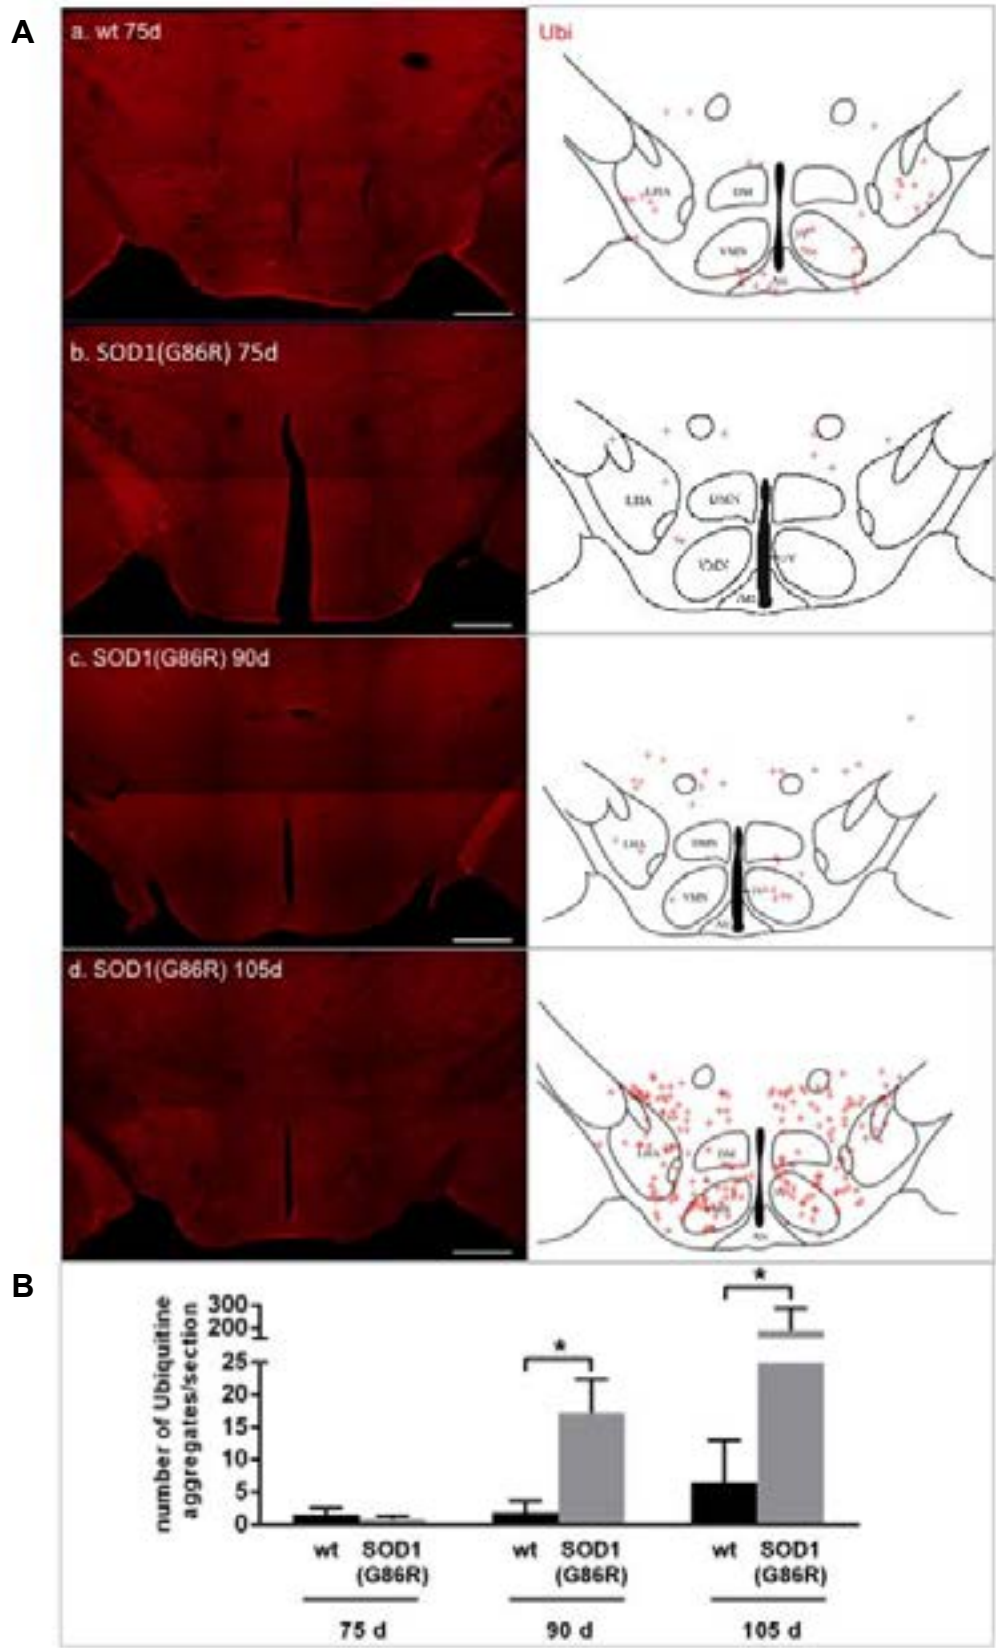 A
a. wt 75d
Ubi
LHA
DM
VMN
b. SOD1(G86R) 75d
LHA
DMN
VMN
c. SOD1(G86R) 90d
LHA
DMN
VMN
d. SOD1(G86R) 105d
LHA
DM
B
number of Ubiquitine
aggregates/section
300
200
25
20
15
10
5
0
*
*
wt
SOD1
(G86R)
wt
SOD1
(G86R)
wt
SOD1
(G86R)
75 d
90 d
105 d